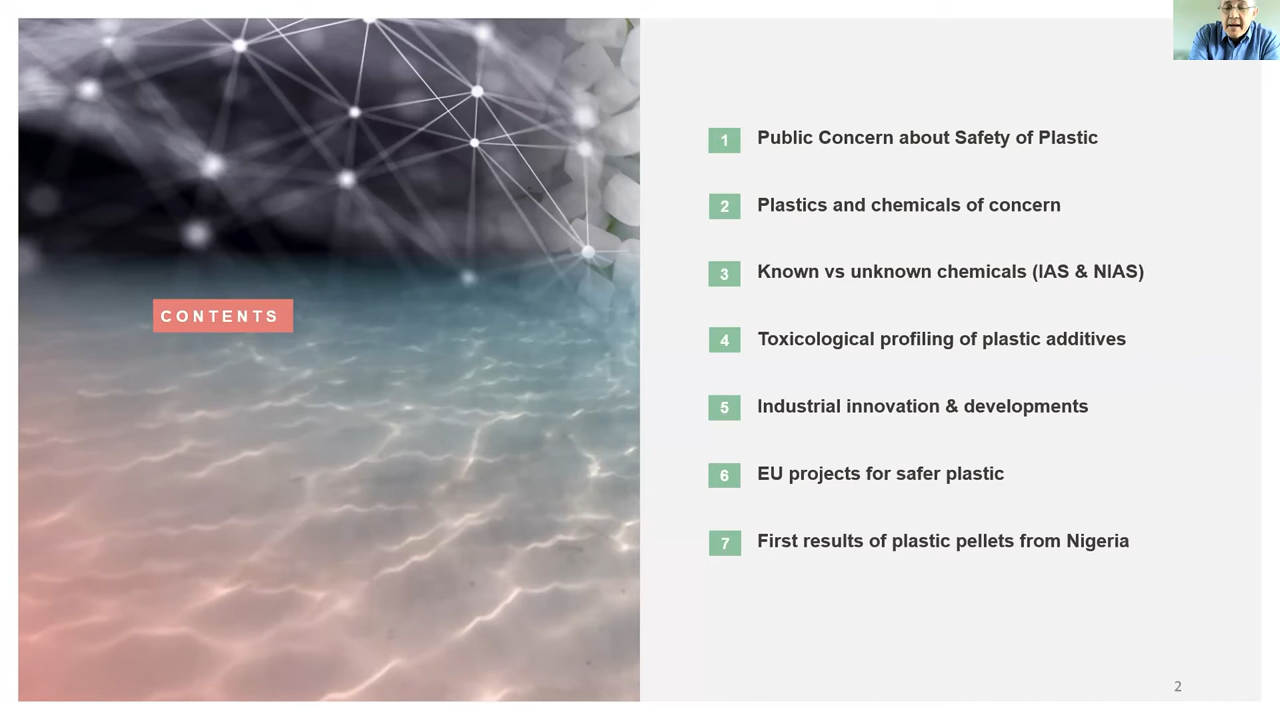 CONTENTS
1 Public Concern about Safety of Plastic
2 Plastics and chemicals of concern
3 Known vs unknown chemicals (IAS & NIAS)
4 Toxicological profiling of plastic additives
5 Industrial innovation & developments
6 EU projects for safer plastic
7 First results of plastic pellets from Nigeria
2